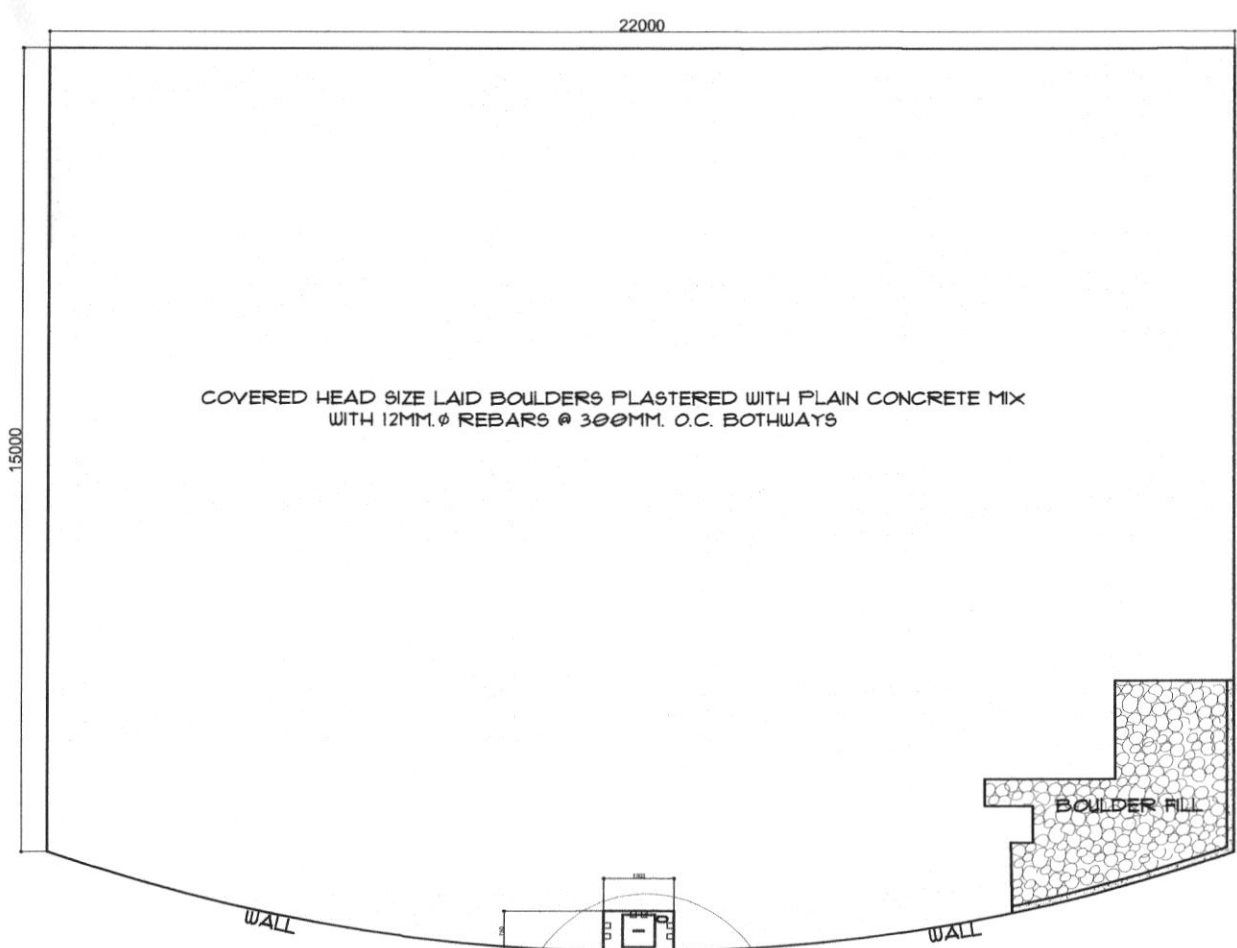 22000
15000
COVERED HEAD SIZE LAID BOULDERS PLASTERED WITH PLAIN CONCRETE MIX
WITH 12MM.Ø REBARS @ 300MM. O.C. BOTHWAYS
BOULDER FILL
WALL
WALL